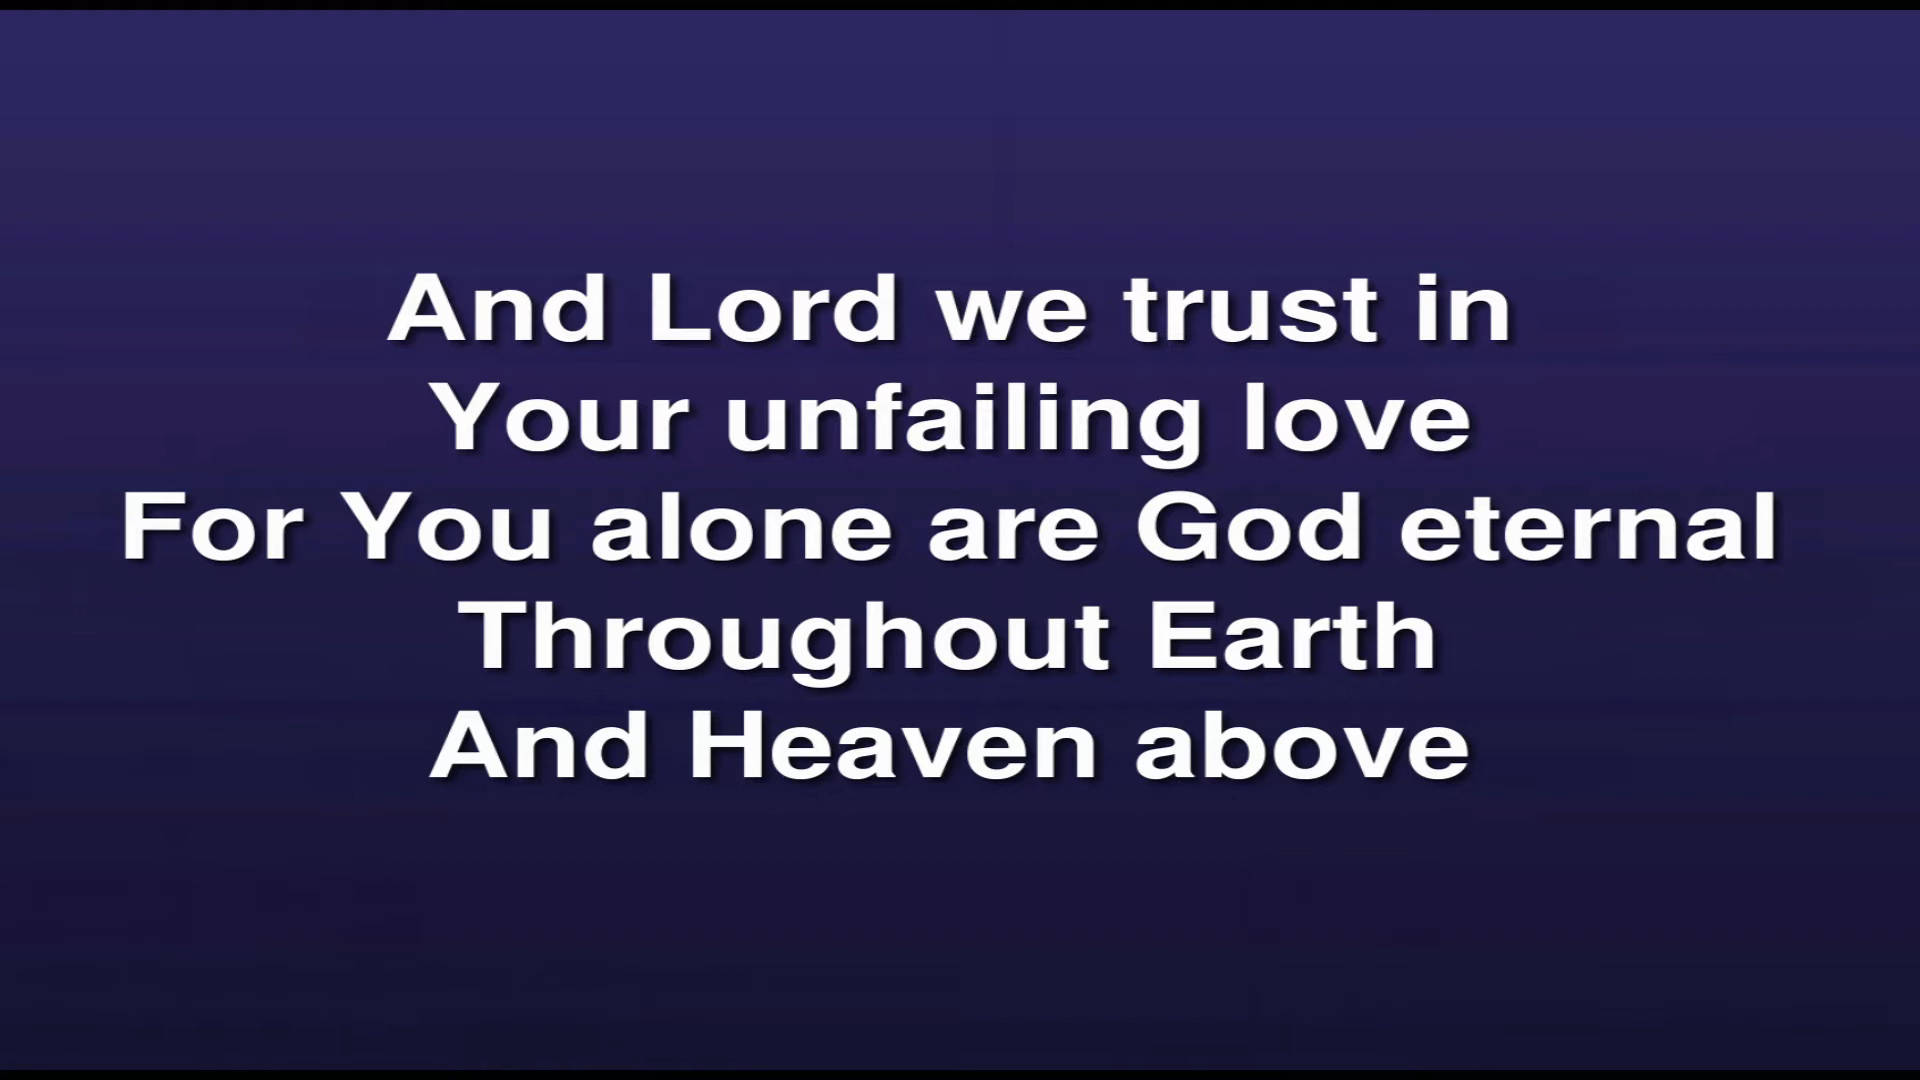 And Lord we trust in
Your unfailing love
For You alone are God eternal
Throughout Earth
And Heaven above